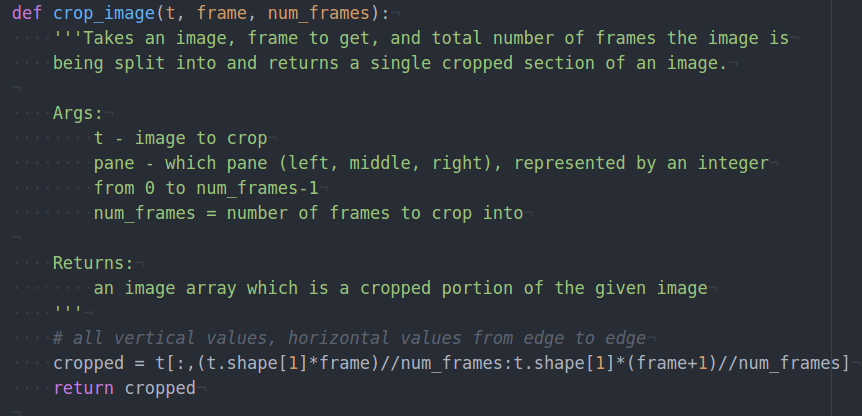 def crop_image(t, frame, num_frames):
    '''Takes an image, frame to get, and total number of frames the image is
    being split into and returns a single cropped section of an image.

    Args:
        t - image to crop
        pane - which pane (left, middle, right), represented by an integer
        from 0 to num_frames-1
        num_frames = number of frames to crop into

    Returns:
        an image array which is a cropped portion of the given image
    '''
    # all vertical values, horizontal values from edge to edge
    cropped = t[:,(t.shape[1]*frame)//num_frames:t.shape[1]*(frame+1)//num_frames]
    return cropped